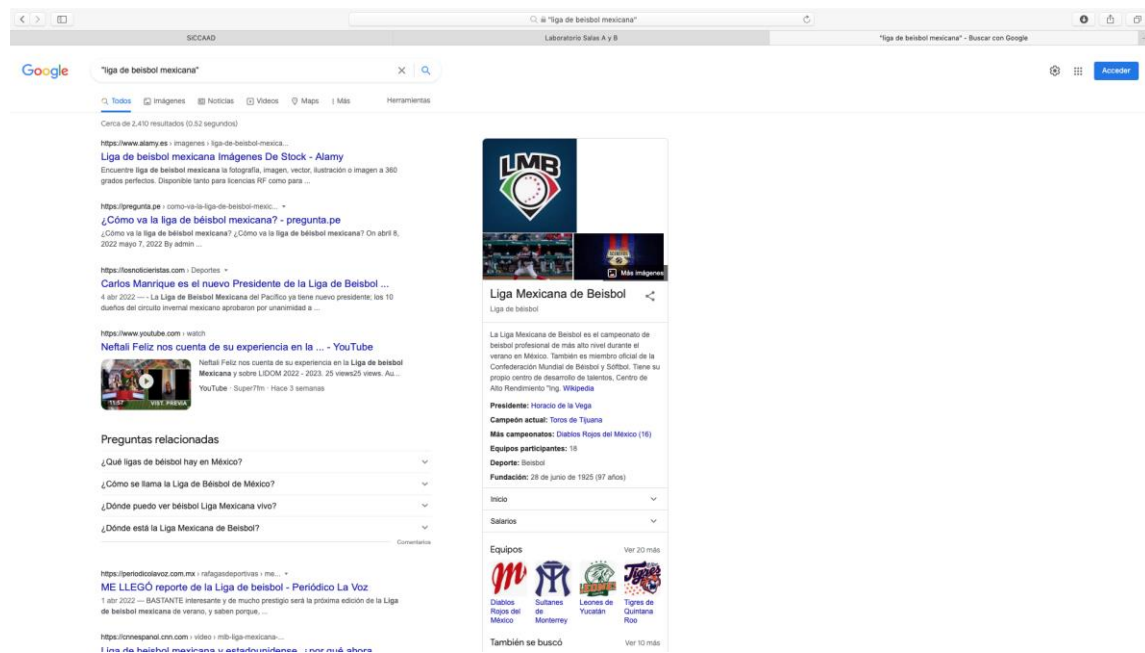 "liga de beisbol mexicana"
SICCAAD
Laboratorio Salas A y B
"liga de beisbol mexicana" - Buscar con Google
Google
"liga de beisbol mexicana"
Acceder
Todos Imágenes Noticias Videos Maps Más Herramientas
Cerca de 2,410 resultados (0.52 segundos)
https://www.alamy.es › imagenes › liga-de-beisbol-mexica...
Liga de beisbol mexicana Imágenes De Stock - Alamy
Encuentre liga de beisbol mexicana la fotografía, imagen, vector, ilustración o imagen a 360
grados perfectos. Disponible tanto para licencias RF como para ...
https://pregunta.pe › como-va-la-liga-de-beisbol-mexic...
¿Cómo va la liga de béisbol mexicana? - pregunta.pe
¿Cómo va la liga de béisbol mexicana? ¿Cómo va la liga de béisbol mexicana? On abril 8,
2022 mayo 7, 2022 By admin ...
https://losnoticieristas.com › Deportes
Carlos Manrique es el nuevo Presidente de la Liga de Beisbol ...
4 abr 2022 — - La Liga de Beisbol Mexicana del Pacífico ya tiene nuevo presidente; los 10
dueños del circuito invernal mexicano aprobaron por unanimidad a ...
https://www.youtube.com › watch
Neftali Feliz nos cuenta de su experiencia en la ... - YouTube
Neftali Feliz nos cuenta de su experiencia en la Liga de beisbol
Mexicana y sobre LIDOM 2022 - 2023. 25 views25 views. Au...
YouTube · Super7fm · Hace 3 semanas
11:57
VIST. PREVIA
Preguntas relacionadas
¿Qué ligas de béisbol hay en México?
¿Cómo se llama la Liga de Béisbol de México?
¿Dónde puedo ver béisbol Liga Mexicana vivo?
¿Dónde está la Liga Mexicana de Beisbol?
Comentarios
https://periodicolavoz.com.mx › rafagasdeportivas › me...
ME LLEGÓ reporte de la Liga de beisbol - Periódico La Voz
1 abr 2022 — BASTANTE interesante y de mucho prestigio será la próxima edición de la Liga
de beisbol mexicana de verano, y saben porque, ...
https://cnnespanol.cnn.com › video › mlb-liga-mexicana-...
Liga de beisbol mexicana y estadounidense, ¿por qué ahora
LMB
Más imágenes
Liga Mexicana de Beisbol
Liga de béisbol
La Liga Mexicana de Beisbol es el campeonato de
beisbol profesional de más alto nivel durante el
verano en México. También es miembro oficial de la
Confederación Mundial de Béisbol y Sóftbol. Tiene su
propio centro de desarrollo de talentos, Centro de
Alto Rendimiento "Ing. Wikipedia
Presidente: Horacio de la Vega
Campeón actual: Toros de Tijuana
Más campeonatos: Diablos Rojos del México (16)
Equipos participantes: 18
Deporte: Beisbol
Fundación: 28 de junio de 1925 (97 años)
Inicio
Salarios
Equipos Ver 20 más
Diablos
Rojos del
México
Sultanes
de
Monterrey
Leones de
Yucatán
Tigres de
Quintana
Roo
También se buscó Ver 10 más